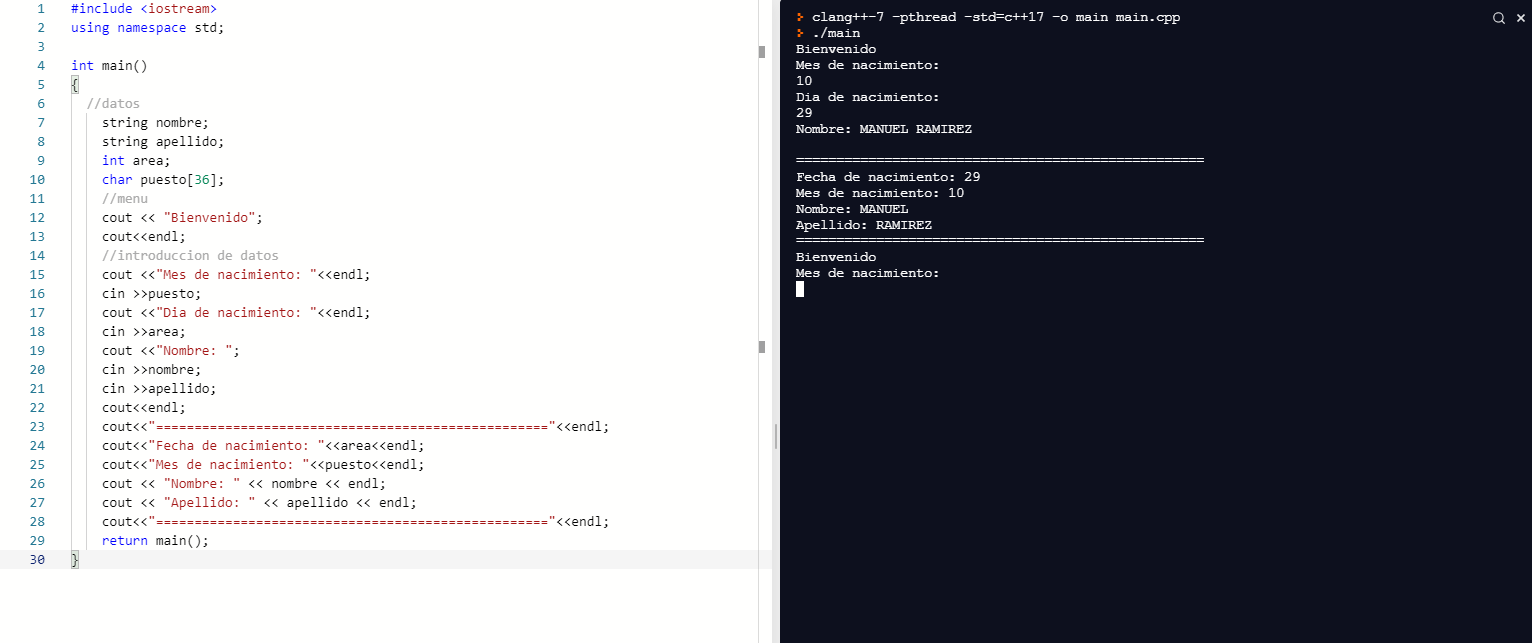 1 #include <iostream>
2 using namespace std;
3
4 int main()
5 {
6 //datos
7 string nombre;
8 string apellido;
9 int area;
10 char puesto[36];
11 //menu
12 cout << "Bienvenido";
13 cout<<endl;
14 //introduccion de datos
15 cout <<"Mes de nacimiento: "<<endl;
16 cin >>puesto;
17 cout <<"Dia de nacimiento: "<<endl;
18 cin >>area;
19 cout <<"Nombre: ";
20 cin >>nombre;
21 cin >>apellido;
22 cout<<endl;
23 cout<<"==================================================="<<endl;
24 cout<<"Fecha de nacimiento: "<<area<<endl;
25 cout<<"Mes de nacimiento: "<<puesto<<endl;
26 cout << "Nombre: " << nombre << endl;
27 cout << "Apellido: " << apellido << endl;
28 cout<<"==================================================="<<endl;
29 return main();
30 }
> clang++-7 -pthread -std=c++17 -o main main.cpp
> ./main
Bienvenido
Mes de nacimiento:
10
Dia de nacimiento:
29
Nombre: MANUEL RAMIREZ
===================================================
Fecha de nacimiento: 29
Mes de nacimiento: 10
Nombre: MANUEL
Apellido: RAMIREZ
===================================================
Bienvenido
Mes de nacimiento: